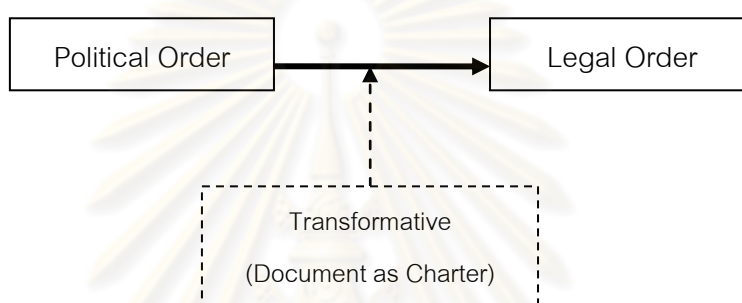 Political Order
Legal Order
Transformative
(Document as Charter)